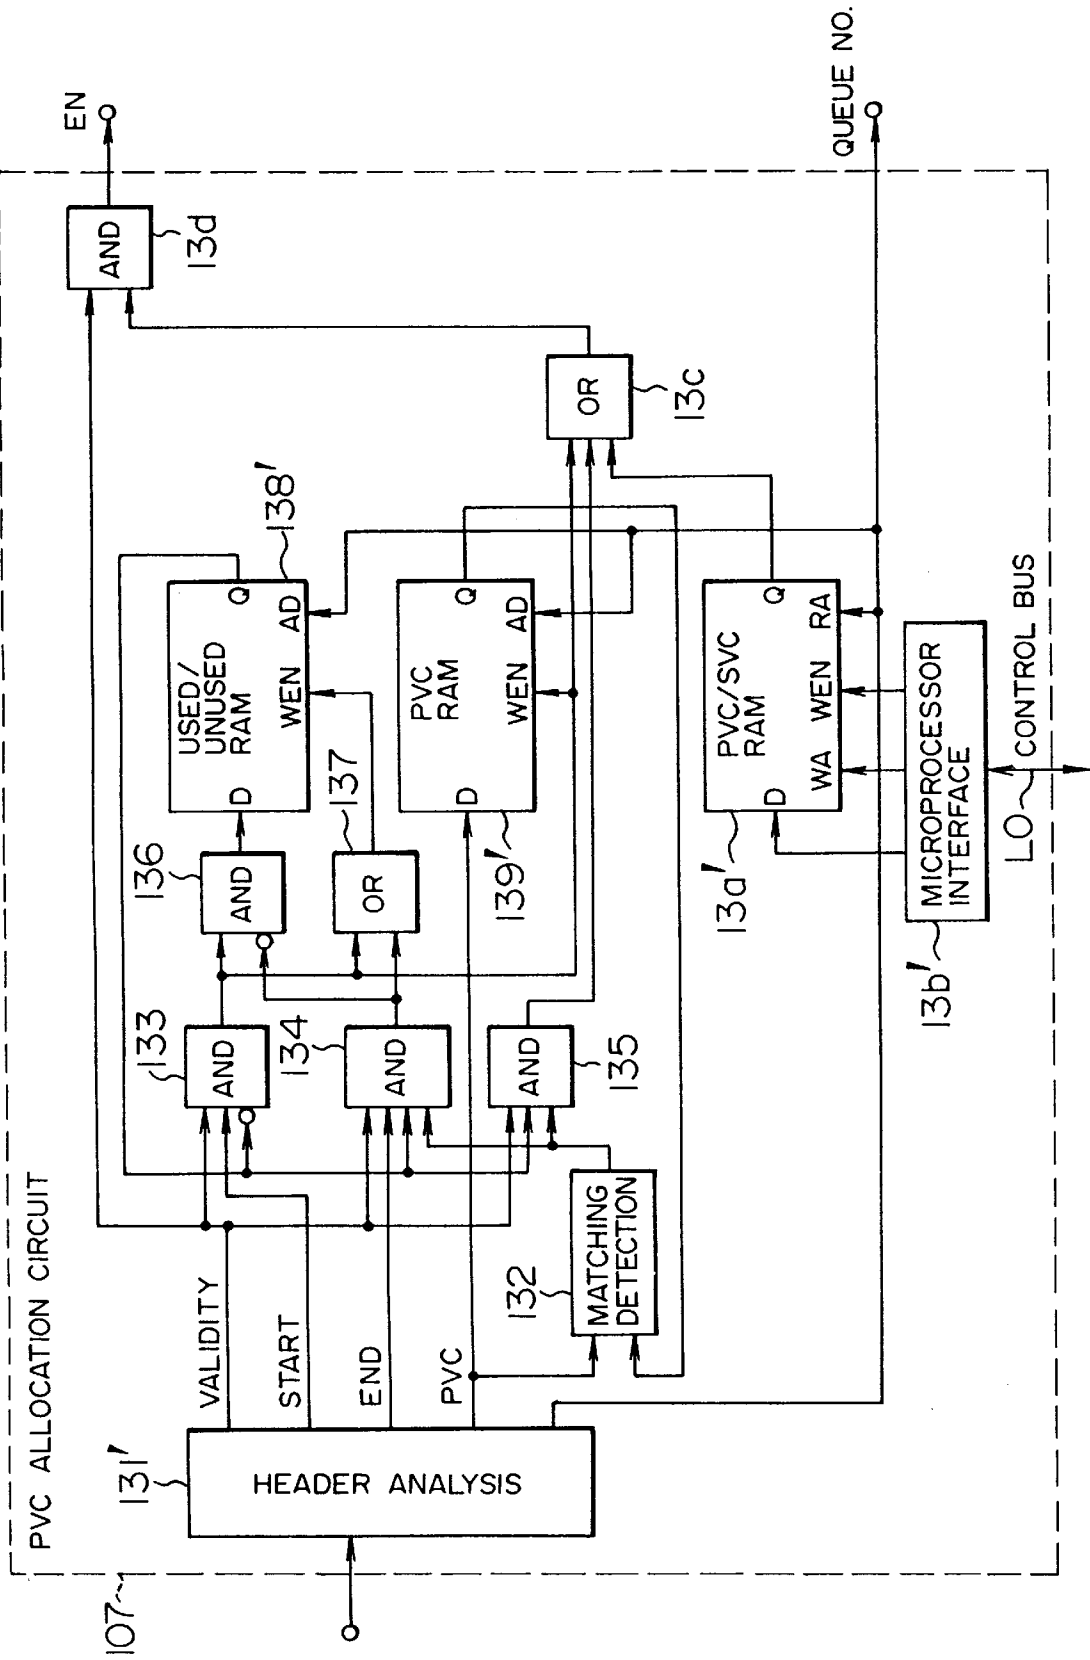 PVC ALLOCATION CIRCUIT
107
131'
HEADER ANALYSIS
VALIDITY
START
END
PVC
132
MATCHING
DETECTION
133
AND
134
AND
135
AND
136
AND
137
OR
USED/
UNUSED
RAM
D
Q
WEN
AD
138'
PVC
RAM
D
Q
WEN
AD
139'
PVC/SVC
RAM
D
Q
WA
WEN
RA
13a'
MICROPROCESSOR
INTERFACE
13b'
LO
CONTROL BUS
OR
13c
AND
13d
EN
QUEUE NO.